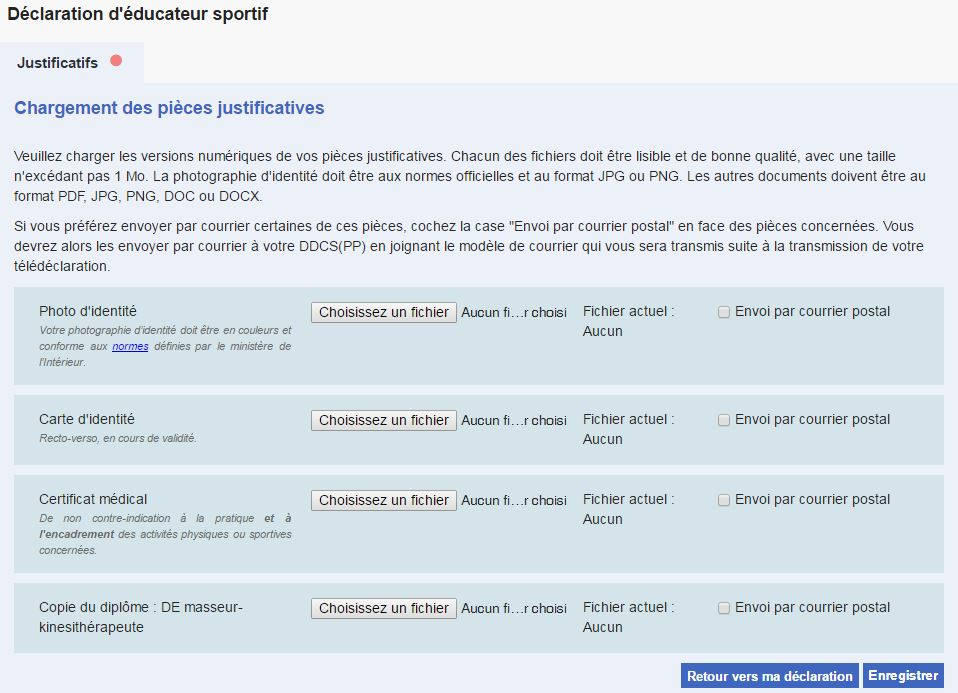 Déclaration d'éducateur sportif
Justificatifs
Chargement des pièces justificatives
Veuillez charger les versions numériques de vos pièces justificatives. Chacun des fichiers doit être lisible et de bonne qualité, avec une taille
n'excédant pas 1 Mo. La photographie d'identité doit être aux normes officielles et au format JPG ou PNG. Les autres documents doivent être au
format PDF, JPG, PNG, DOC ou DOCX.
Si vous préférez envoyer par courrier certaines de ces pièces, cochez la case "Envoi par courrier postal" en face des pièces concernées. Vous
devrez alors les envoyer par courrier à votre DDCS(PP) en joignant le modèle de courrier qui vous sera transmis suite à la transmission de votre
télédéclaration.
Photo d'identité
Votre photographie d'identité doit être en couleurs et
conforme aux normes définies par le ministère de
l'Intérieur.
Choisissez un fichier Aucun fi…r choisi
Fichier actuel :
Aucun
Envoi par courrier postal
Carte d'identité
Recto-verso, en cours de validité.
Choisissez un fichier Aucun fi…r choisi
Fichier actuel :
Aucun
Envoi par courrier postal
Certificat médical
De non contre-indication à la pratique et à
l'encadrement des activités physiques ou sportives
concernées.
Choisissez un fichier Aucun fi…r choisi
Fichier actuel :
Aucun
Envoi par courrier postal
Copie du diplôme : DE masseur-
kinesithérapeute
Choisissez un fichier Aucun fi…r choisi
Fichier actuel :
Aucun
Envoi par courrier postal
Retour vers ma déclaration Enregistrer